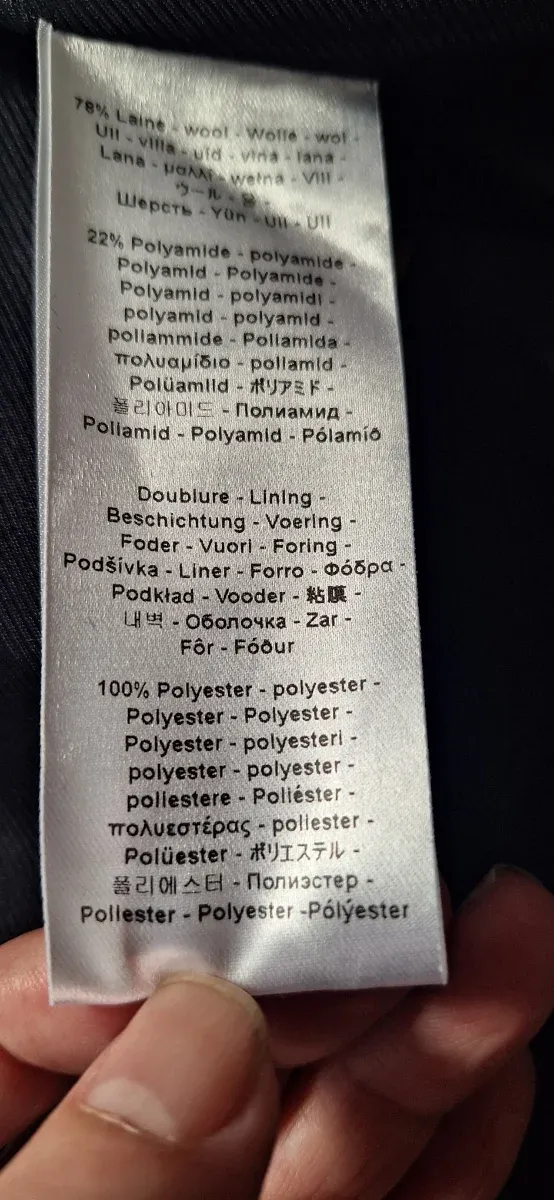 78% Laine - wool - Wolle - wol -
Ull - villa - uld - vlna - lana -
Lana - μαλλί - wełna - Vill -
ウール - 울 -
Шерсть - Yün - Ull - Ull
22% Polyamide - polyamide -
Polyamid - Polyamide -
Polyamid - polyamidi -
polyamid - polyamid -
poliammide - Poliamida -
πολυαμίδιο - poliamid -
Polüamiid - ポリアミド -
폴리아미드 - Полиамид -
Poliamid - Polyamid - Pólamíð
Doublure - Lining -
Beschichtung - Voering -
Foder - Vuori - Foring -
Podšívka - Liner - Forro - Φόδρα -
Podkład - Vooder - 粘膜 -
내벽 - Оболочка - Zar -
Fôr - Fóður
100% Polyester - polyester -
Polyester - Polyester -
Polyester - polyesteri -
polyester - polyester -
poliestere - Poliéster -
πολυεστέρας - poliester -
Polüester - ポリエステル -
폴리에스터 - Полиэстер -
Poliester - Polyester -Pólýester